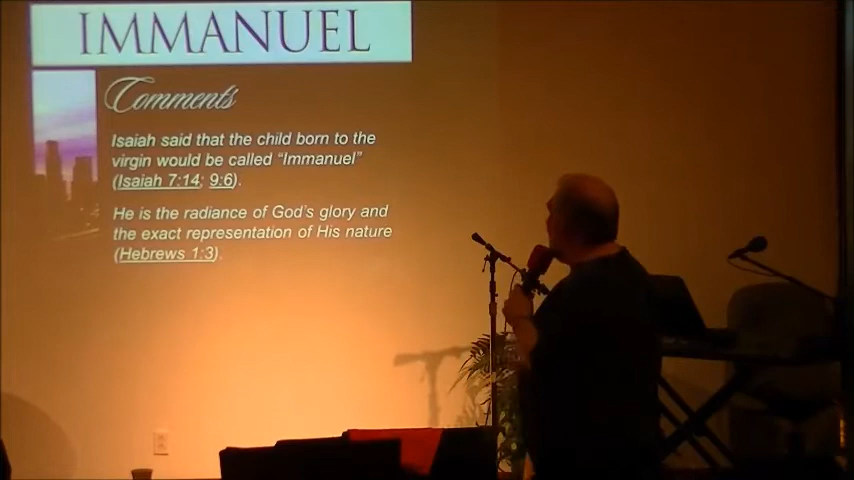 IMMANUEL
Comments
Isaiah said that the child born to the
virgin would be called “Immanuel”
(Isaiah 7:14; 9:6).
He is the radiance of God’s glory and
the exact representation of His nature
(Hebrews 1:3).